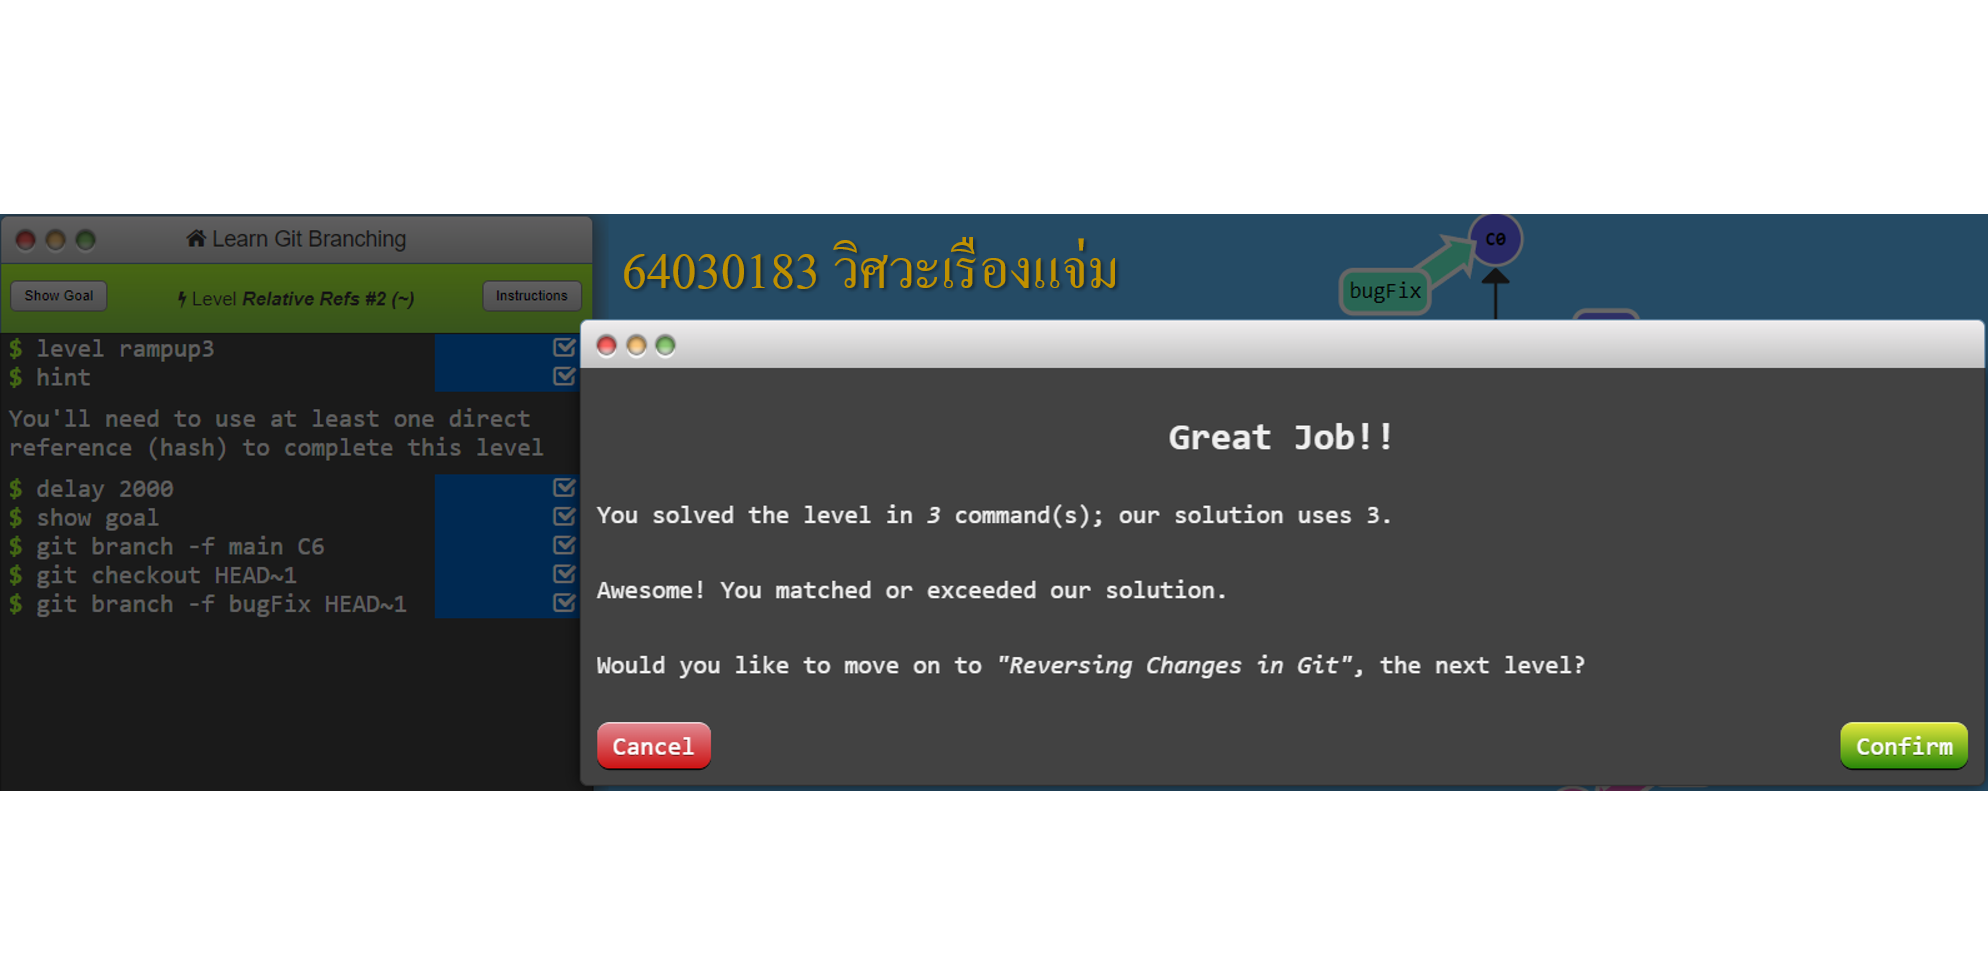 Learn Git Branching
Show Goal
Level Relative Refs #2 (~)
Instructions
$ level rampup3
$ hint
You'll need to use at least one direct
reference (hash) to complete this level
$ delay 2000
$ show goal
$ git branch -f main C6
$ git checkout HEAD~1
$ git branch -f bugFix HEAD~1
64030183 วิศวะเรืองแจ่ม
C0
bugFix
Great Job!!
You solved the level in 3 command(s); our solution uses 3.
Awesome! You matched or exceeded our solution.
Would you like to move on to "Reversing Changes in Git", the next level?
Cancel
Confirm